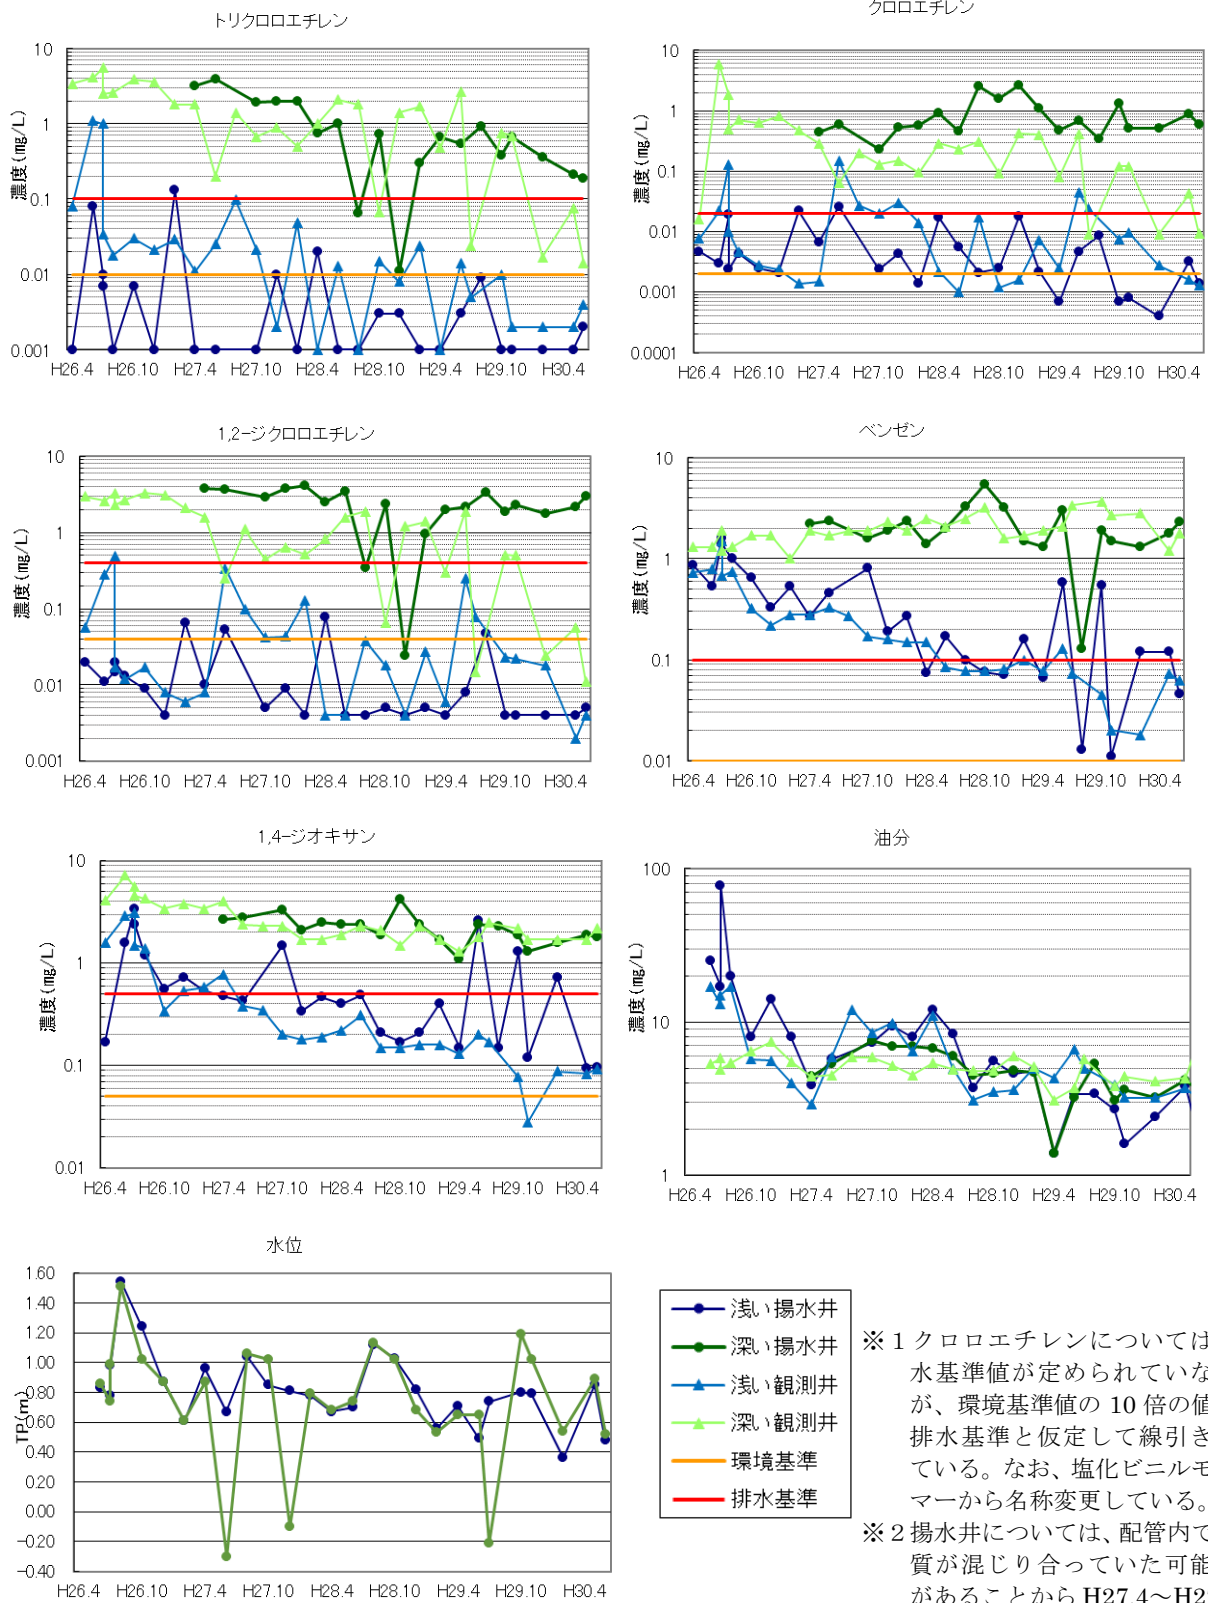 トリクロロエチレン
濃度(mg/L)
10
1
0.1
0.01
0.001
H26.4 H26.10 H27.4 H27.10 H28.4 H28.10 H29.4 H29.10 H30.4
クロロエチレン
濃度(mg/L)
10
1
0.1
0.01
0.001
0.0001
H26.4 H26.10 H27.4 H27.10 H28.4 H28.10 H29.4 H29.10 H30.4
1,2-ジクロロエチレン
濃度(mg/L)
10
1
0.1
0.01
0.001
H26.4 H26.10 H27.4 H27.10 H28.4 H28.10 H29.4 H29.10 H30.4
ベンゼン
濃度(mg/L)
10
1
0.1
0.01
H26.4 H26.10 H27.4 H27.10 H28.4 H28.10 H29.4 H29.10 H30.4
1,4-ジオキサン
濃度(mg/L)
10
1
0.1
0.01
H26.4 H26.10 H27.4 H27.10 H28.4 H28.10 H29.4 H29.10 H30.4
油分
濃度(mg/L)
100
10
1
H26.4 H26.10 H27.4 H27.10 H28.4 H28.10 H29.4 H29.10 H30.4
水位
TP(m)
1.60
1.40
1.20
1.00
0.80
0.60
0.40
0.20
0.00
-0.20
-0.40
H26.4 H26.10 H27.4 H27.10 H28.4 H28.10 H29.4 H29.10 H30.4
浅い揚水井
深い揚水井
浅い観測井
深い観測井
環境基準
排水基準
※1クロロエチレンについては
水基準値が定められていな
が、環境基準値の 10 倍の値
排水基準と仮定して線引き
ている。なお、塩化ビニルモ
マーから名称変更している。
※2揚水井については、配管内で
質が混じり合っていた可能
があることから H27.4～H2